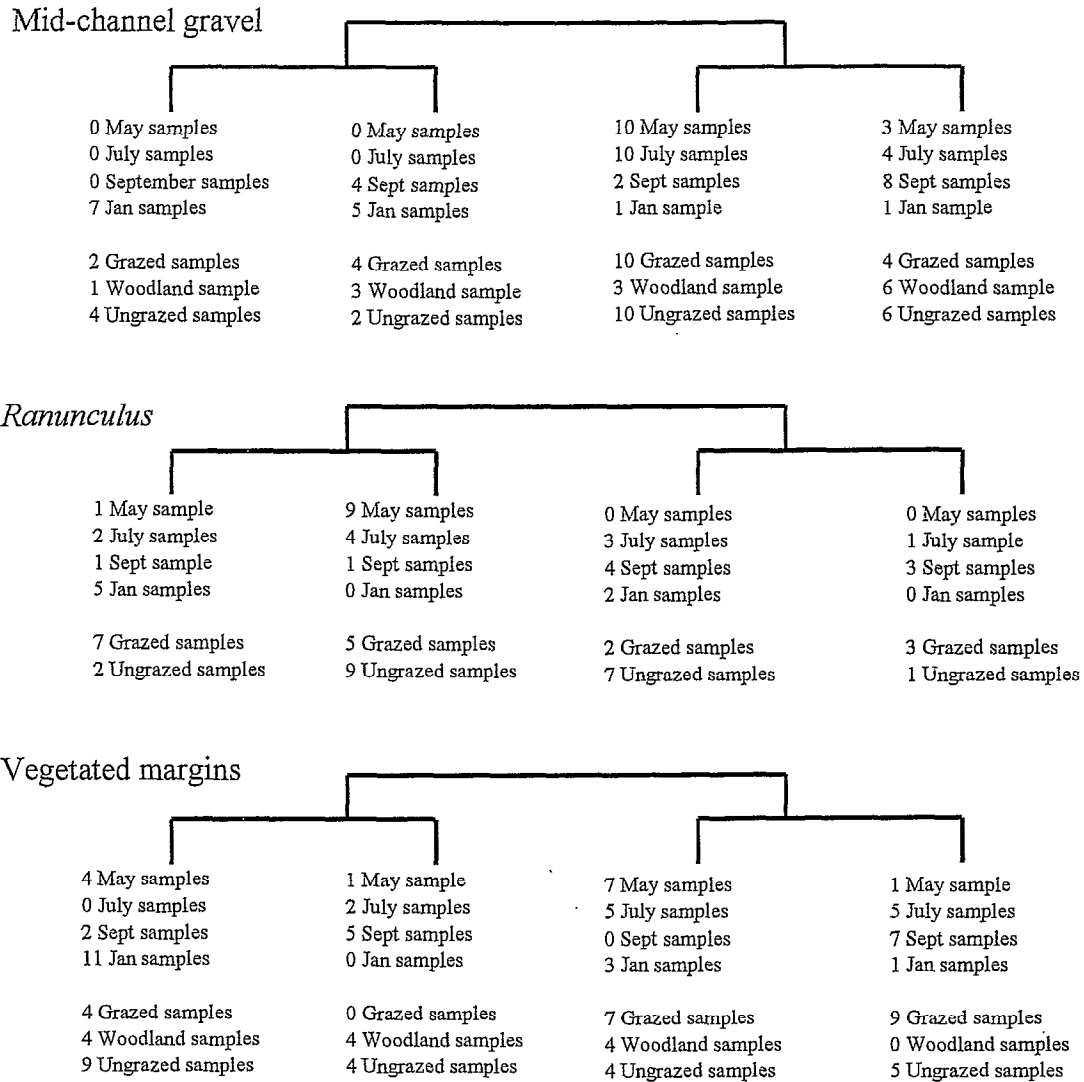 Mid-channel gravel
0 May samples
0 July samples
0 September samples
7 Jan samples
2 Grazed samples
1 Woodland sample
4 Ungrazed samples
0 May samples
0 July samples
4 Sept samples
5 Jan samples
4 Grazed samples
3 Woodland sample
2 Ungrazed samples
10 May samples
10 July samples
2 Sept samples
1 Jan sample
10 Grazed samples
3 Woodland sample
10 Ungrazed samples
3 May samples
4 July samples
8 Sept samples
1 Jan sample
4 Grazed samples
6 Woodland sample
6 Ungrazed samples
Ranunculus
1 May sample
2 July samples
1 Sept sample
5 Jan samples
7 Grazed samples
2 Ungrazed samples
9 May samples
4 July samples
1 Sept samples
0 Jan samples
5 Grazed samples
9 Ungrazed samples
0 May samples
3 July samples
4 Sept samples
2 Jan samples
2 Grazed samples
7 Ungrazed samples
0 May samples
1 July sample
3 Sept samples
0 Jan samples
3 Grazed samples
1 Ungrazed samples
Vegetated margins
4 May samples
0 July samples
2 Sept samples
11 Jan samples
4 Grazed samples
4 Woodland samples
9 Ungrazed samples
1 May sample
2 July samples
5 Sept samples
0 Jan samples
0 Grazed samples
4 Woodland samples
4 Ungrazed samples
7 May samples
5 July samples
0 Sept samples
3 Jan samples
7 Grazed samples
4 Woodland samples
4 Ungrazed samples
1 May sample
5 July samples
7 Sept samples
1 Jan samples
9 Grazed samples
0 Woodland samples
5 Ungrazed samples